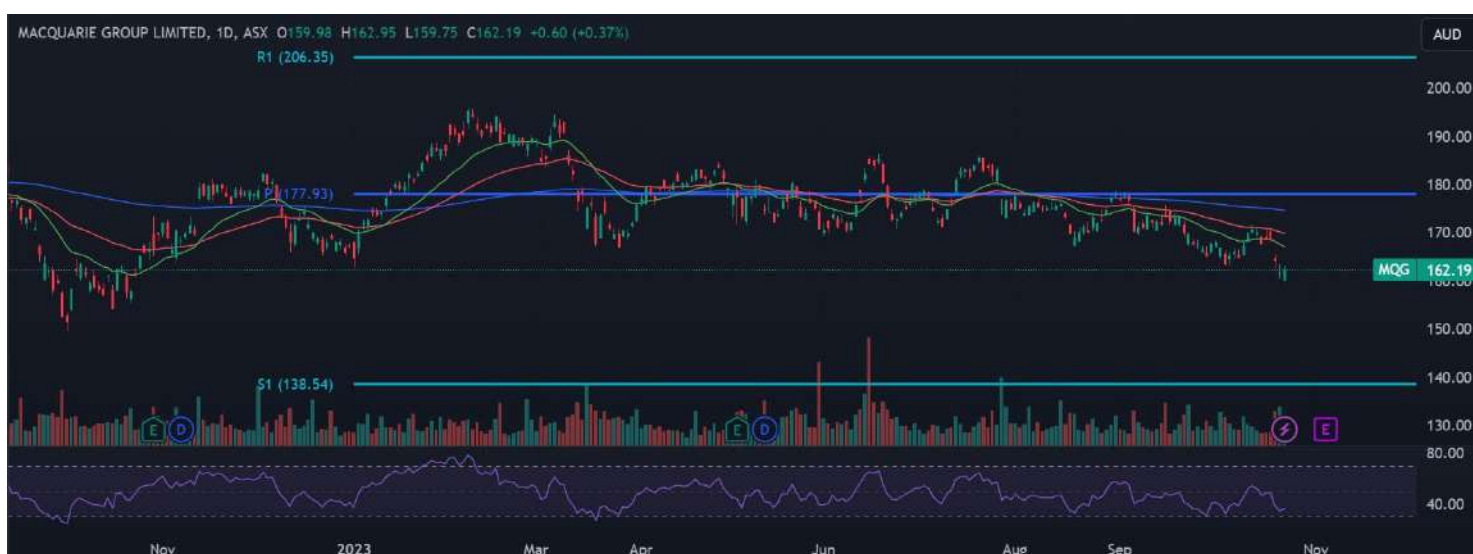 MACQUARIE GROUP LIMITED, 1D, ASX O159.98 H162.95 L159.75 C162.19 +0.60 (+0.37%)
AUD
R1 (206.35)
200.00
190.00
180.00
P (177.93)
170.00
MQG 162.19
160.00
150.00
S1 (138.54)
140.00
130.00
E D E D E
80.00
40.00
Nov 2023 Mar Apr Jun Aug Sep Nov